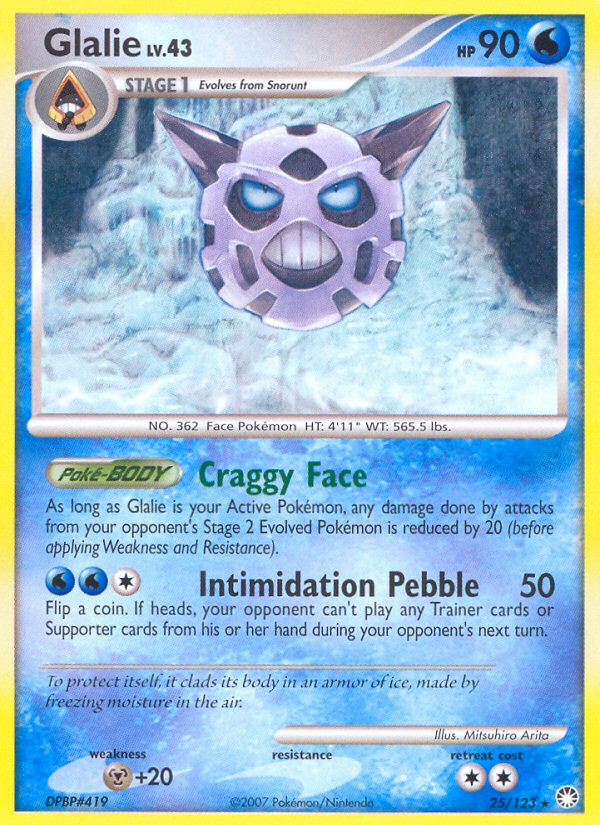 Glalie LV.43
HP 90
STAGE 1 Evolves from Snorunt
NO. 362 Face Pokémon HT: 4'11" WT: 565.5 lbs.
Poké-BODY Craggy Face
As long as Glalie is your Active Pokémon, any damage done by attacks
from your opponent's Stage 2 Evolved Pokémon is reduced by 20 (before
applying Weakness and Resistance).
Intimidation Pebble 50
Flip a coin. If heads, your opponent can't play any Trainer cards or
Supporter cards from his or her hand during your opponent's next turn.
To protect itself, it clads its body in an armor of ice, made by
freezing moisture in the air.
Illus. Mitsuhiro Arita
weakness resistance retreat cost
+20
DPBP#419 ©2007 Pokémon/Nintendo 25/123 ★